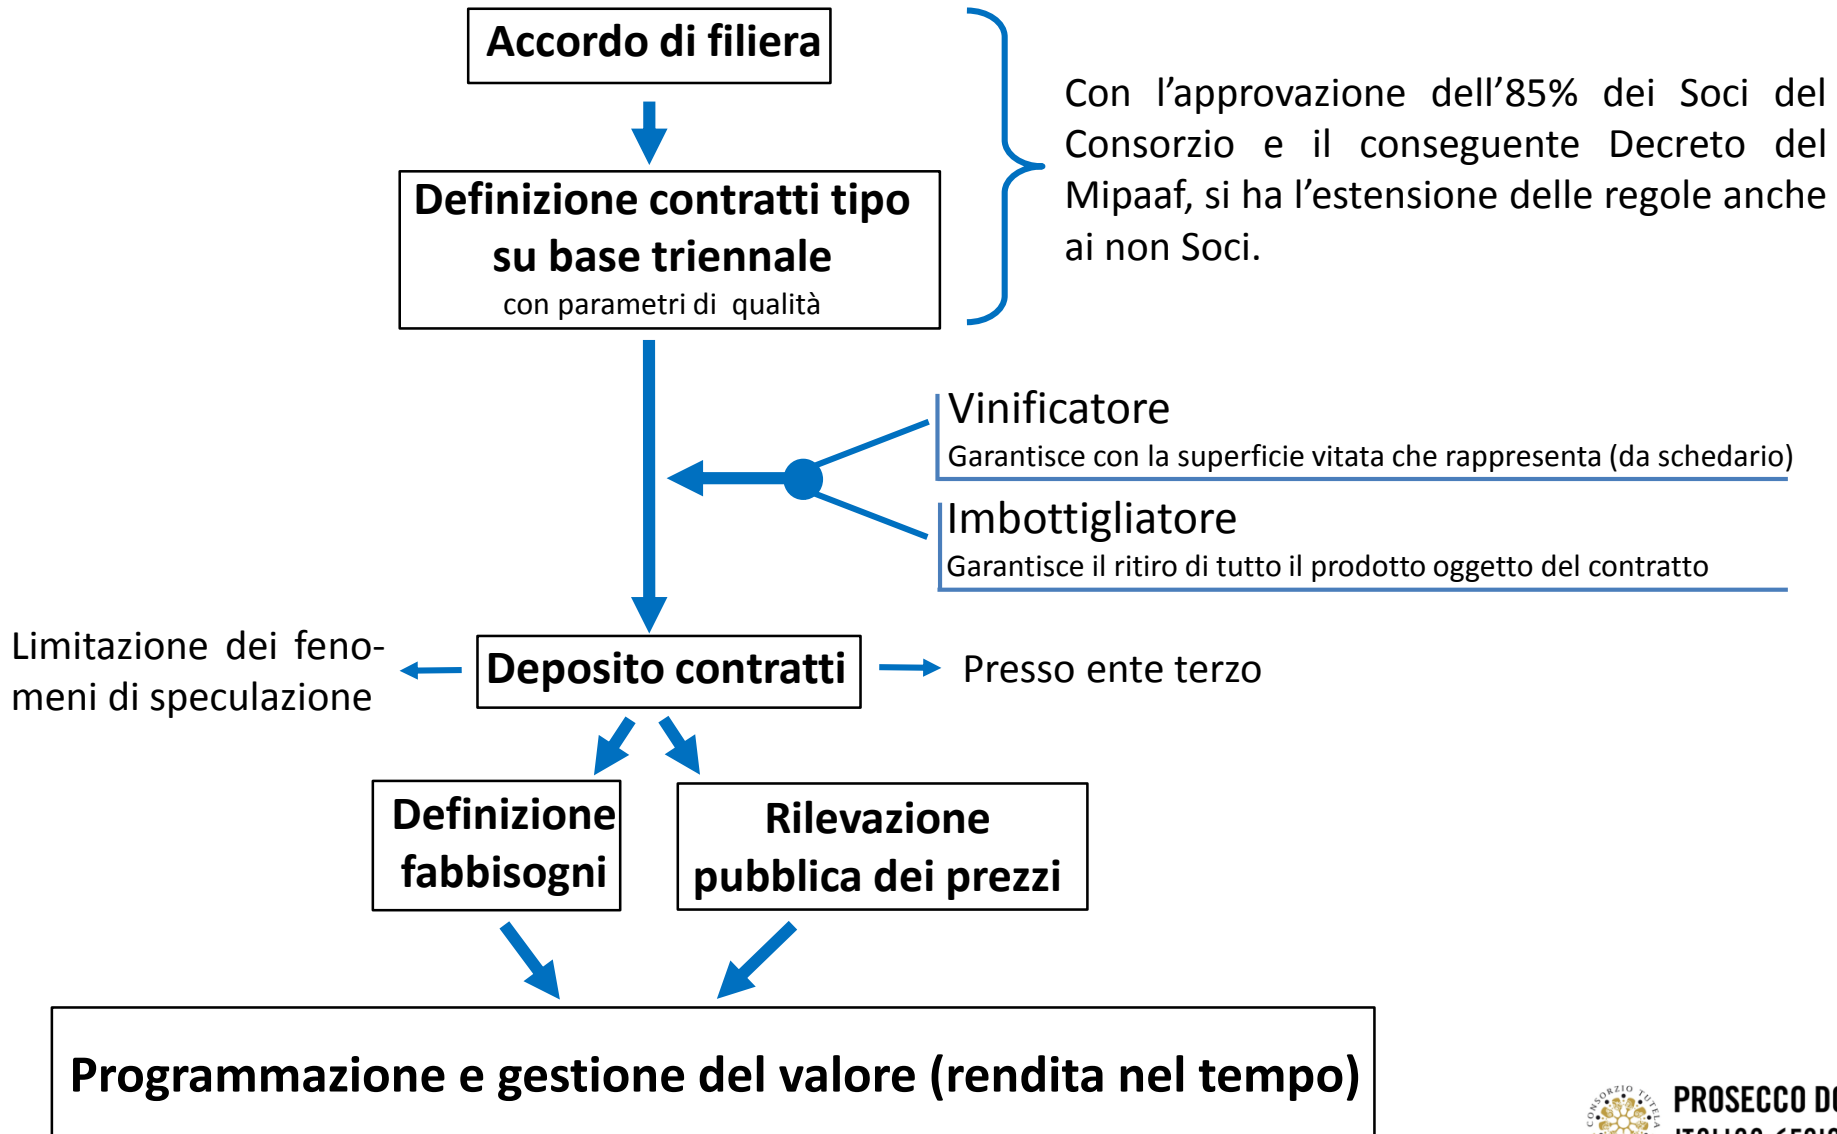 Accordo di filiera
Con l’approvazione dell’85% dei Soci del
Consorzio e il conseguente Decreto del
Mipaaf, si ha l’estensione delle regole anche
ai non Soci.
Definizione contratti tipo
su base triennale
con parametri di qualità
Vinificatore
Garantisce con la superficie vitata che rappresenta (da schedario)
Imbottigliatore
Garantisce il ritiro di tutto il prodotto oggetto del contratto
Limitazione dei feno-
meni di speculazione
Deposito contratti
Presso ente terzo
Definizione
fabbisogni
Rilevazione
pubblica dei prezzi
Programmazione e gestione del valore (rendita nel tempo)
CONSORZIO TUTELA
PROSECCO